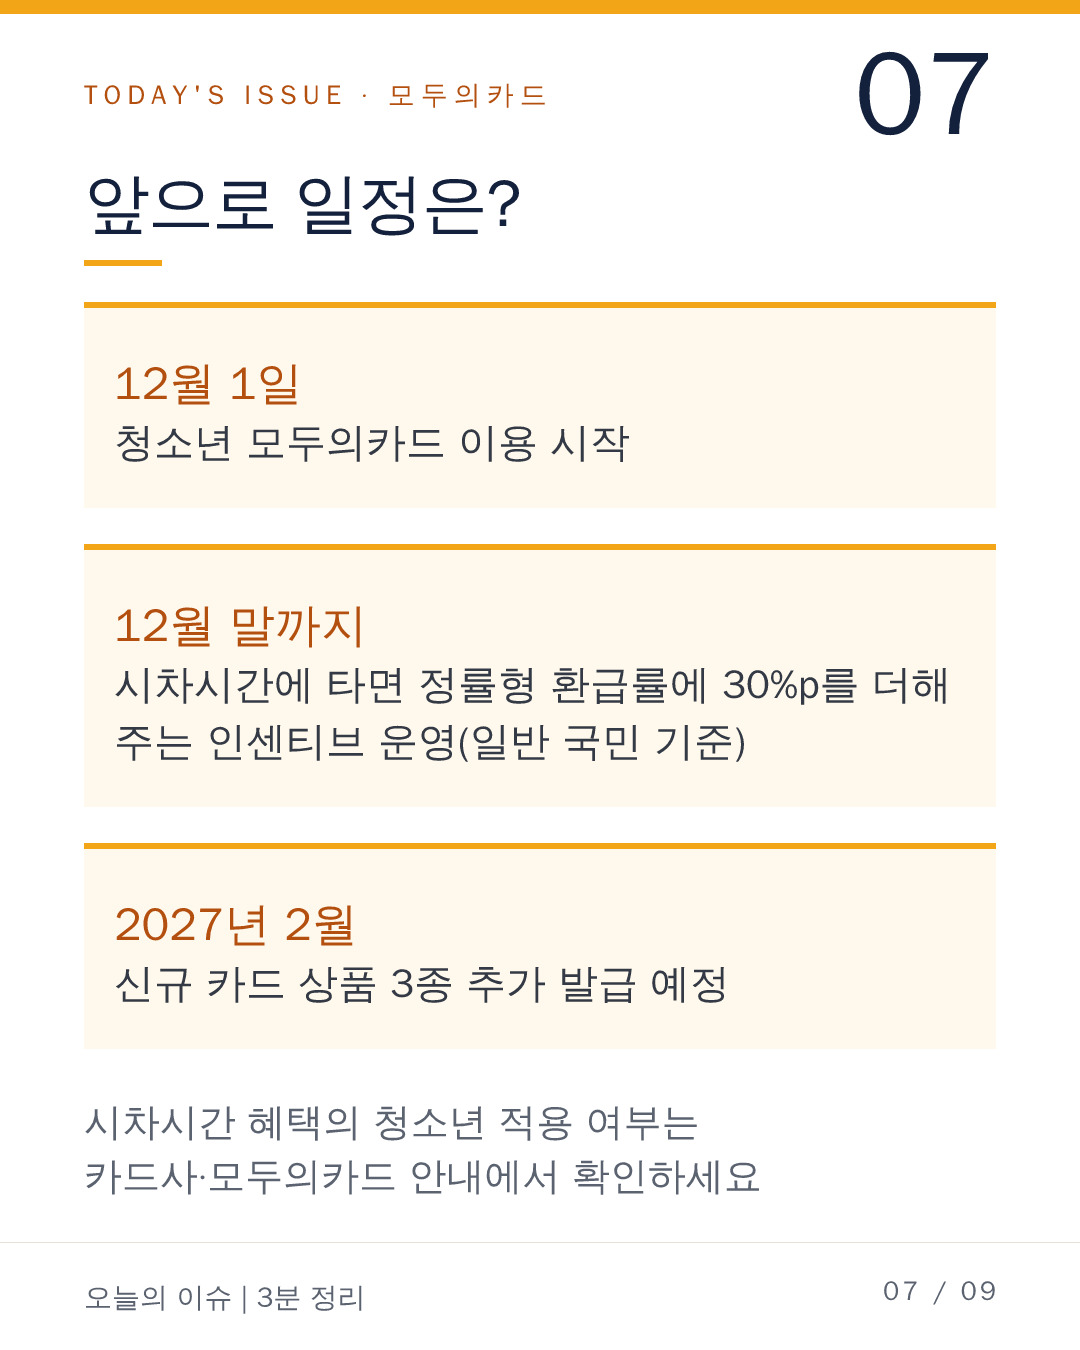 TODAY'S ISSUE · 모두의카드
07
앞으로 일정은?
12월 1일
청소년 모두의카드 이용 시작
12월 말까지
시차시간에 타면 정률형 환급률에 30%p를 더해
주는 인센티브 운영(일반 국민 기준)
2027년 2월
신규 카드 상품 3종 추가 발급 예정
시차시간 혜택의 청소년 적용 여부는
카드사·모두의카드 안내에서 확인하세요
오늘의 이슈 | 3분 정리
07 / 09